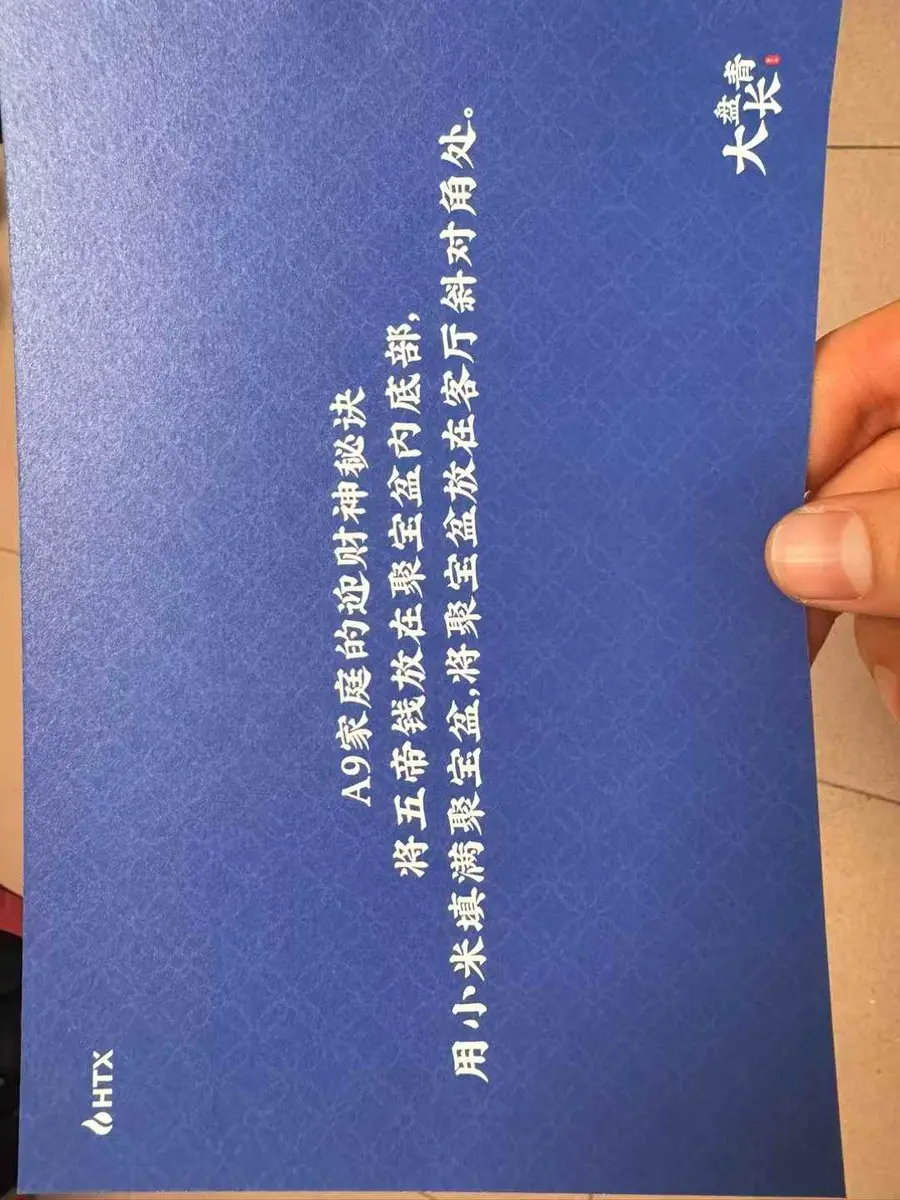 HTX
A9家庭的迎财神秘诀
将五帝钱放在聚宝盆内底部,
用小米填满聚宝盆,将聚宝盆放在客厅斜对角处。
大盘长青